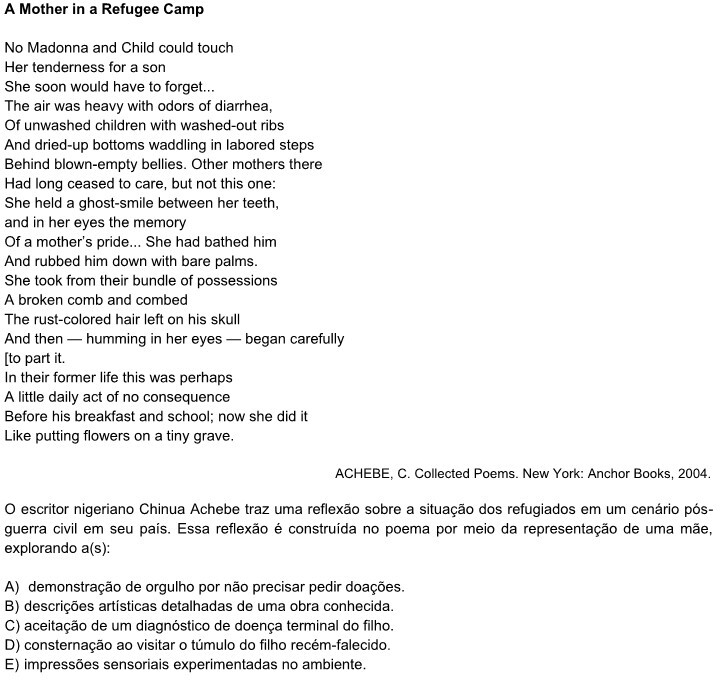 A Mother in a Refugee Camp
No Madonna and Child could touch
Her tenderness for a son
She soon would have to forget...
The air was heavy with odors of diarrhea,
Of unwashed children with washed-out ribs
And dried-up bottoms waddling in labored steps
Behind blown-empty bellies. Other mothers there
Had long ceased to care, but not this one:
She held a ghost-smile between her teeth,
and in her eyes the memory
Of a mother's pride... She had bathed him
And rubbed him down with bare palms.
She took from their bundle of possessions
A broken comb and combed
The rust-colored hair left on his skull
And then — humming in her eyes — began carefully
[to part it.
In their former life this was perhaps
A little daily act of no consequence
Before his breakfast and school; now she did it
Like putting flowers on a tiny grave.
ACHEBE, C. Collected Poems. New York: Anchor Books, 2004.
O escritor nigeriano Chinua Achebe traz uma reflexão sobre a situação dos refugiados em um cenário pós-
guerra civil em seu país. Essa reflexão é construída no poema por meio da representação de uma mãe,
explorando a(s):
A) demonstração de orgulho por não precisar pedir doações.
B) descrições artísticas detalhadas de uma obra conhecida.
C) aceitação de um diagnóstico de doença terminal do filho.
D) consternação ao visitar o túmulo do filho recém-falecido.
E) impressões sensoriais experimentadas no ambiente.